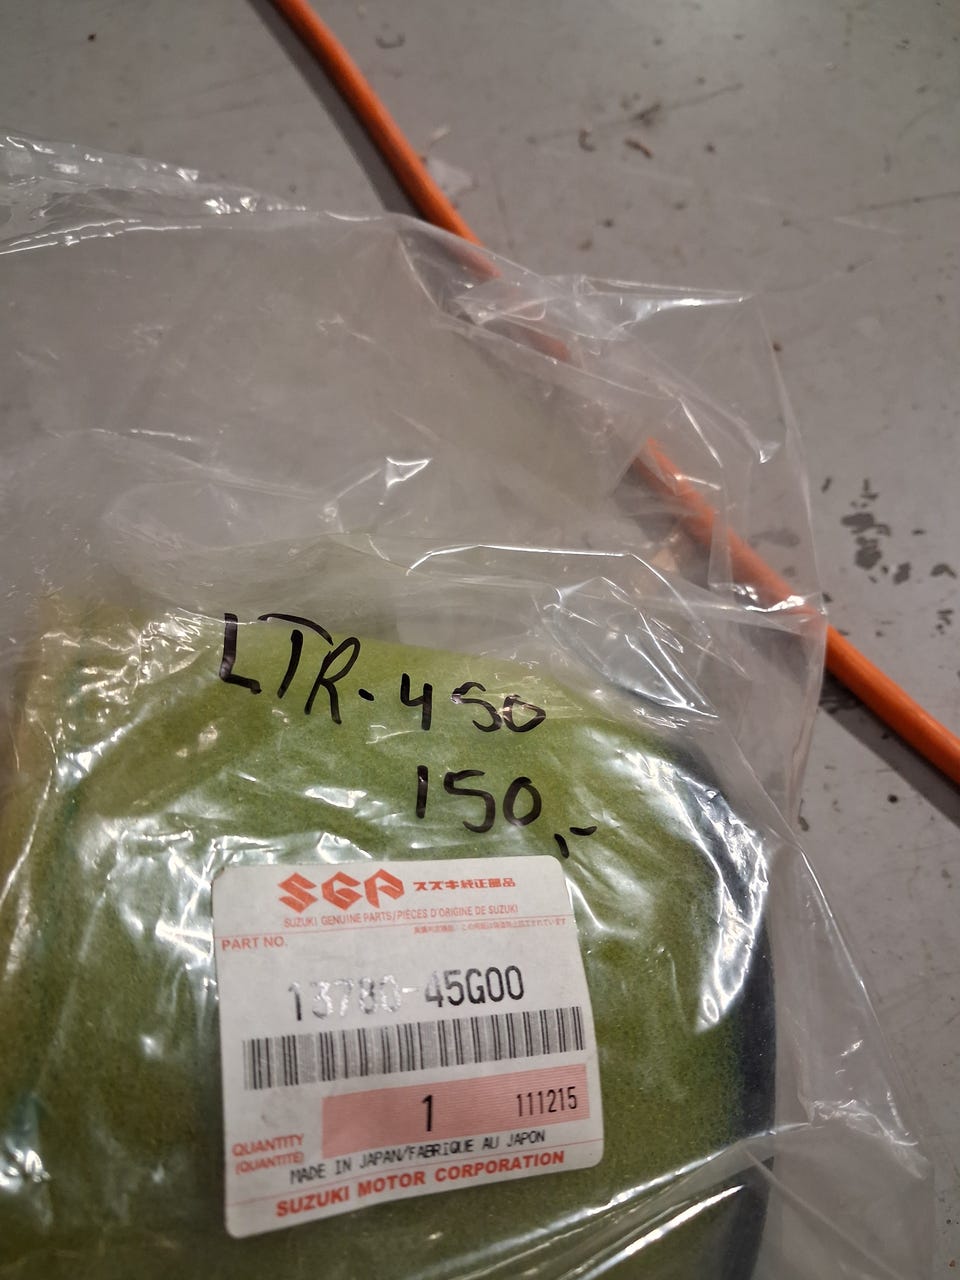 LTR-450
150,-
SGP スズキ純正部品
SUZUKI GENUINE PARTS/PIÈCES D'ORIGINE DE SUZUKI
PART NO.
13780-45G00
1 111215
QUANTITY
(QUANTITÉ)
MADE IN JAPAN/FABRIQUE AU JAPON
SUZUKI MOTOR CORPORATION